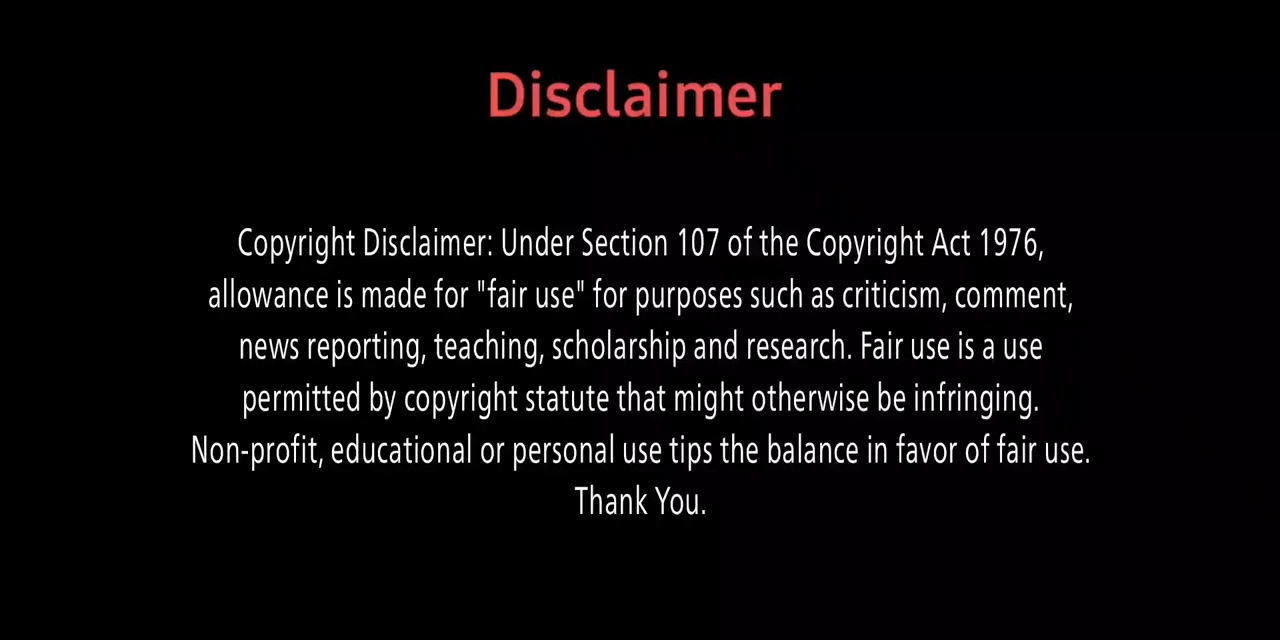 Disclaimer
Copyright Disclaimer: Under Section 107 of the Copyright Act 1976,
allowance is made for "fair use" for purposes such as criticism, comment,
news reporting, teaching, scholarship and research. Fair use is a use
permitted by copyright statute that might otherwise be infringing.
Non-profit, educational or personal use tips the balance in favor of fair use.
Thank You.